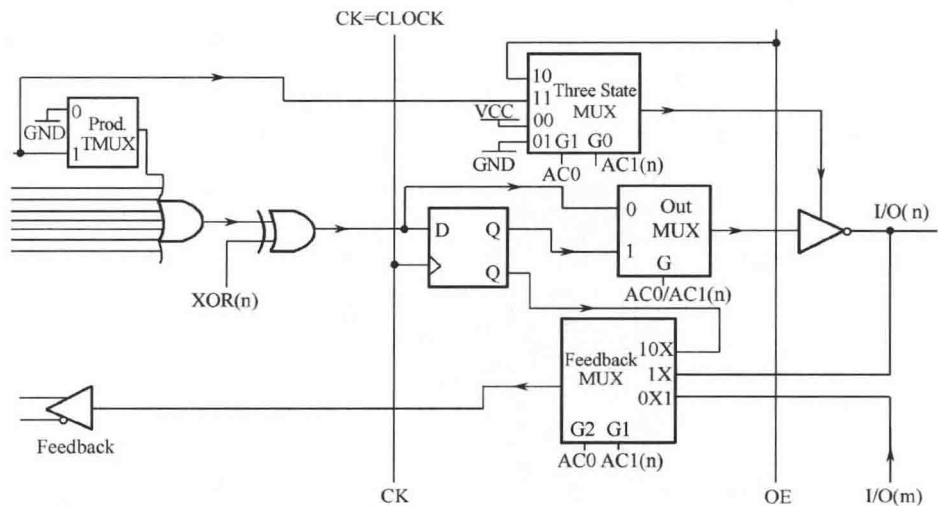 CK=CLOCK
10
11
00
01
Three State
MUX
G1 G0
VCC
GND
AC0
AC1(n)
0
1
Prod.
TMUX
GND
XOR(n)
D
Q
Q
0
1
Out
MUX
G
AC0/AC1(n)
I/O(n)
Feedback
MUX
10X
1X
0X1
G2 G1
AC0 AC1(n)
Feedback
CK
OE
I/O(m)